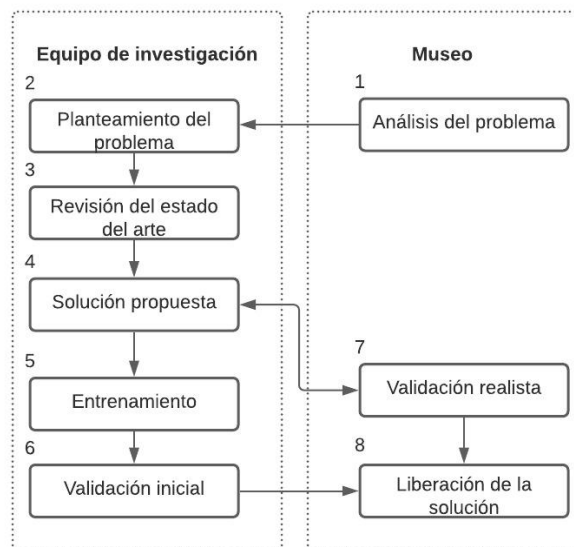 Equipo de investigación
Museo
2
1
Planteamiento del
problema
Análisis del problema
3
Revisión del estado
del arte
4
Solución propuesta
5
Entrenamiento
7
Validación realista
6
Validación inicial
8
Liberación de la
solución